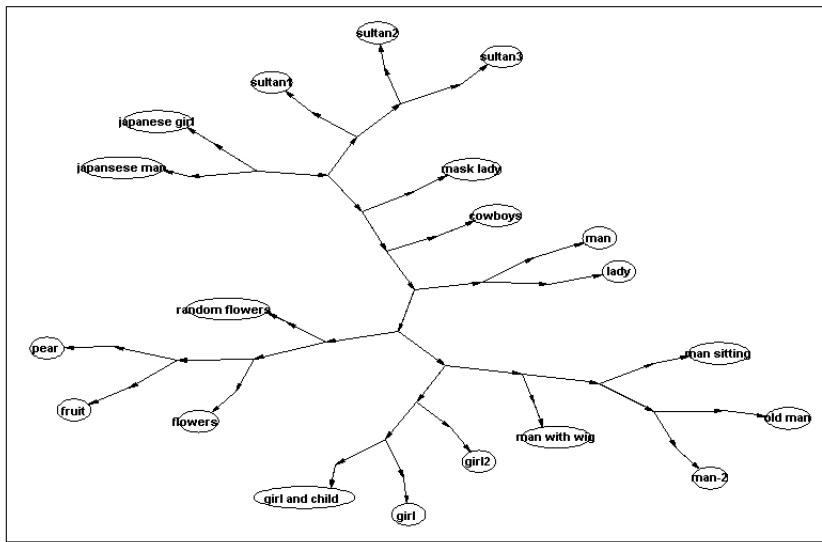 sultan2
sultan3
sultan1
japanese girl
japansese man
mask lady
cowboys
man
lady
random flowers
pear
man sitting
fruit
flowers
old man
man with wig
girl2
man-2
girl and child
girl